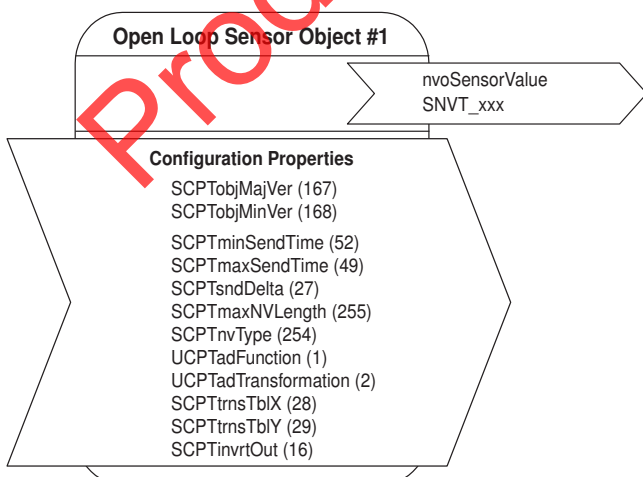 Open Loop Sensor Object #1
nvoSensorValue
SNVT_xxx
Configuration Properties
SCPTobjMajVer (167)
SCPTobjMinVer (168)
SCPTminSendTime (52)
SCPTmaxSendTime (49)
SCPTsndDelta (27)
SCPTmaxNVLength (255)
SCPTnvType (254)
UCPTadFunction (1)
UCPTadTransformation (2)
SCPTtrnsTblX (28)
SCPTtrnsTblY (29)
SCPTinvrtOut (16)